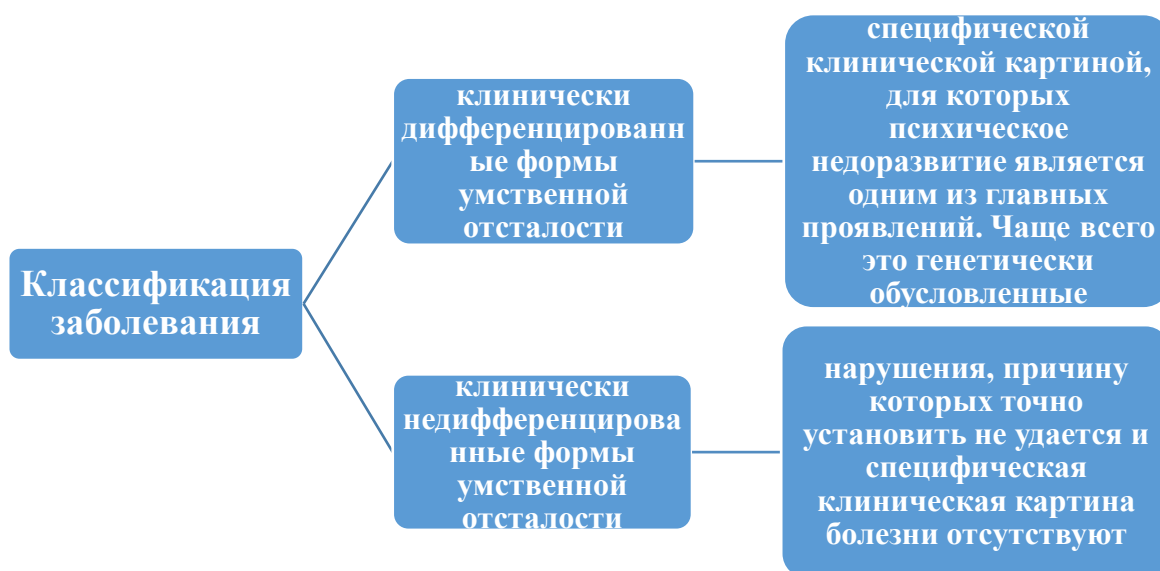 Классификация
заболевания
клинически
дифференцированн
ые формы
умственной
отсталости
специфической
клинической картиной,
для которых
психическое
недоразвитие является
одним из главных
проявлений. Чаще всего
это генетически
обусловленные
клинически
недифференцирова
нные формы
умственной
отсталости
нарушения, причину
которых точно
установить не удается и
специфическая
клиническая картина
болезни отсутствуют